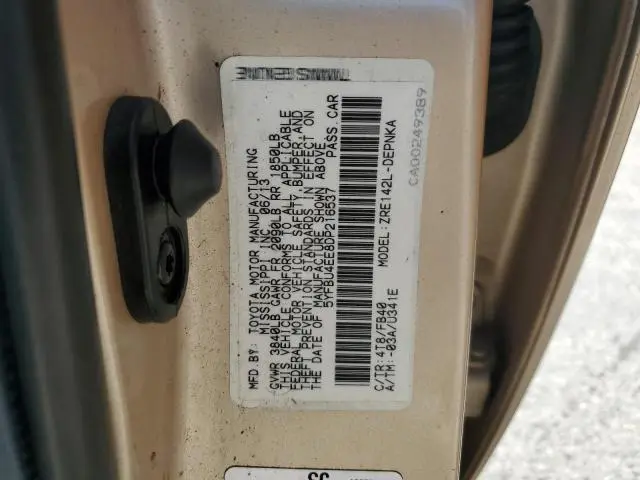 MFD.BY: TOYOTA MOTOR MANUFACTURING
MISSISSIPPI INC. 06/13
GVWR 3840LB GAWR FR 2090LB RR 1850LB
THIS VEHICLE CONFORMS TO ALL APPLICABLE
FEDERAL MOTOR VEHICLE SAFETY, BUMPER, AND
THEFT PREVENTION STANDARDS IN EFFECT ON
THE DATE OF MANUFACTURE SHOWN ABOVE.
5YFBU4EE8DP216537 PASS CAR
C/TR: 4T8/FB40 MODEL: ZRE142L-DEPNKA
A/TM: -03A/U341E
CA00249389